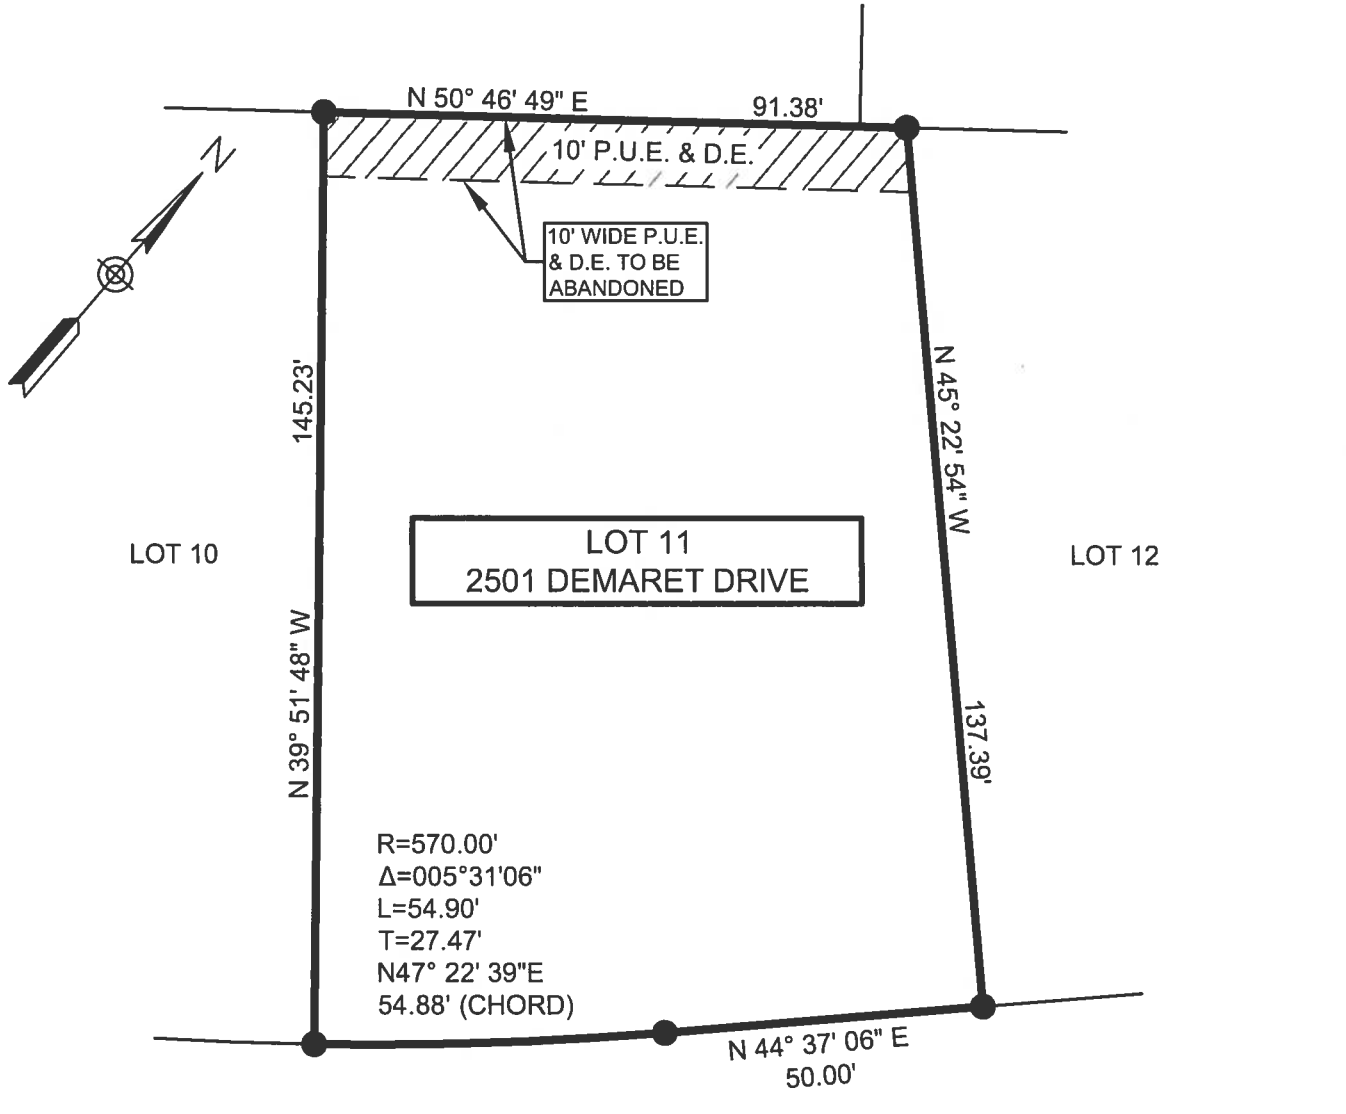 N 50° 46' 49" E
91.38'
N
10' P.U.E. & D.E.
10' WIDE P.U.E.
& D.E. TO BE
ABANDONED
145.23'
N 45° 22' 54" W
LOT 11
2501 DEMARET DRIVE
LOT 10
LOT 12
N 39° 51' 48" W
137.39'
R=570.00'
Δ=005°31'06"
L=54.90'
T=27.47'
N47° 22' 39"E
54.88' (CHORD)
N 44° 37' 06" E
50.00'